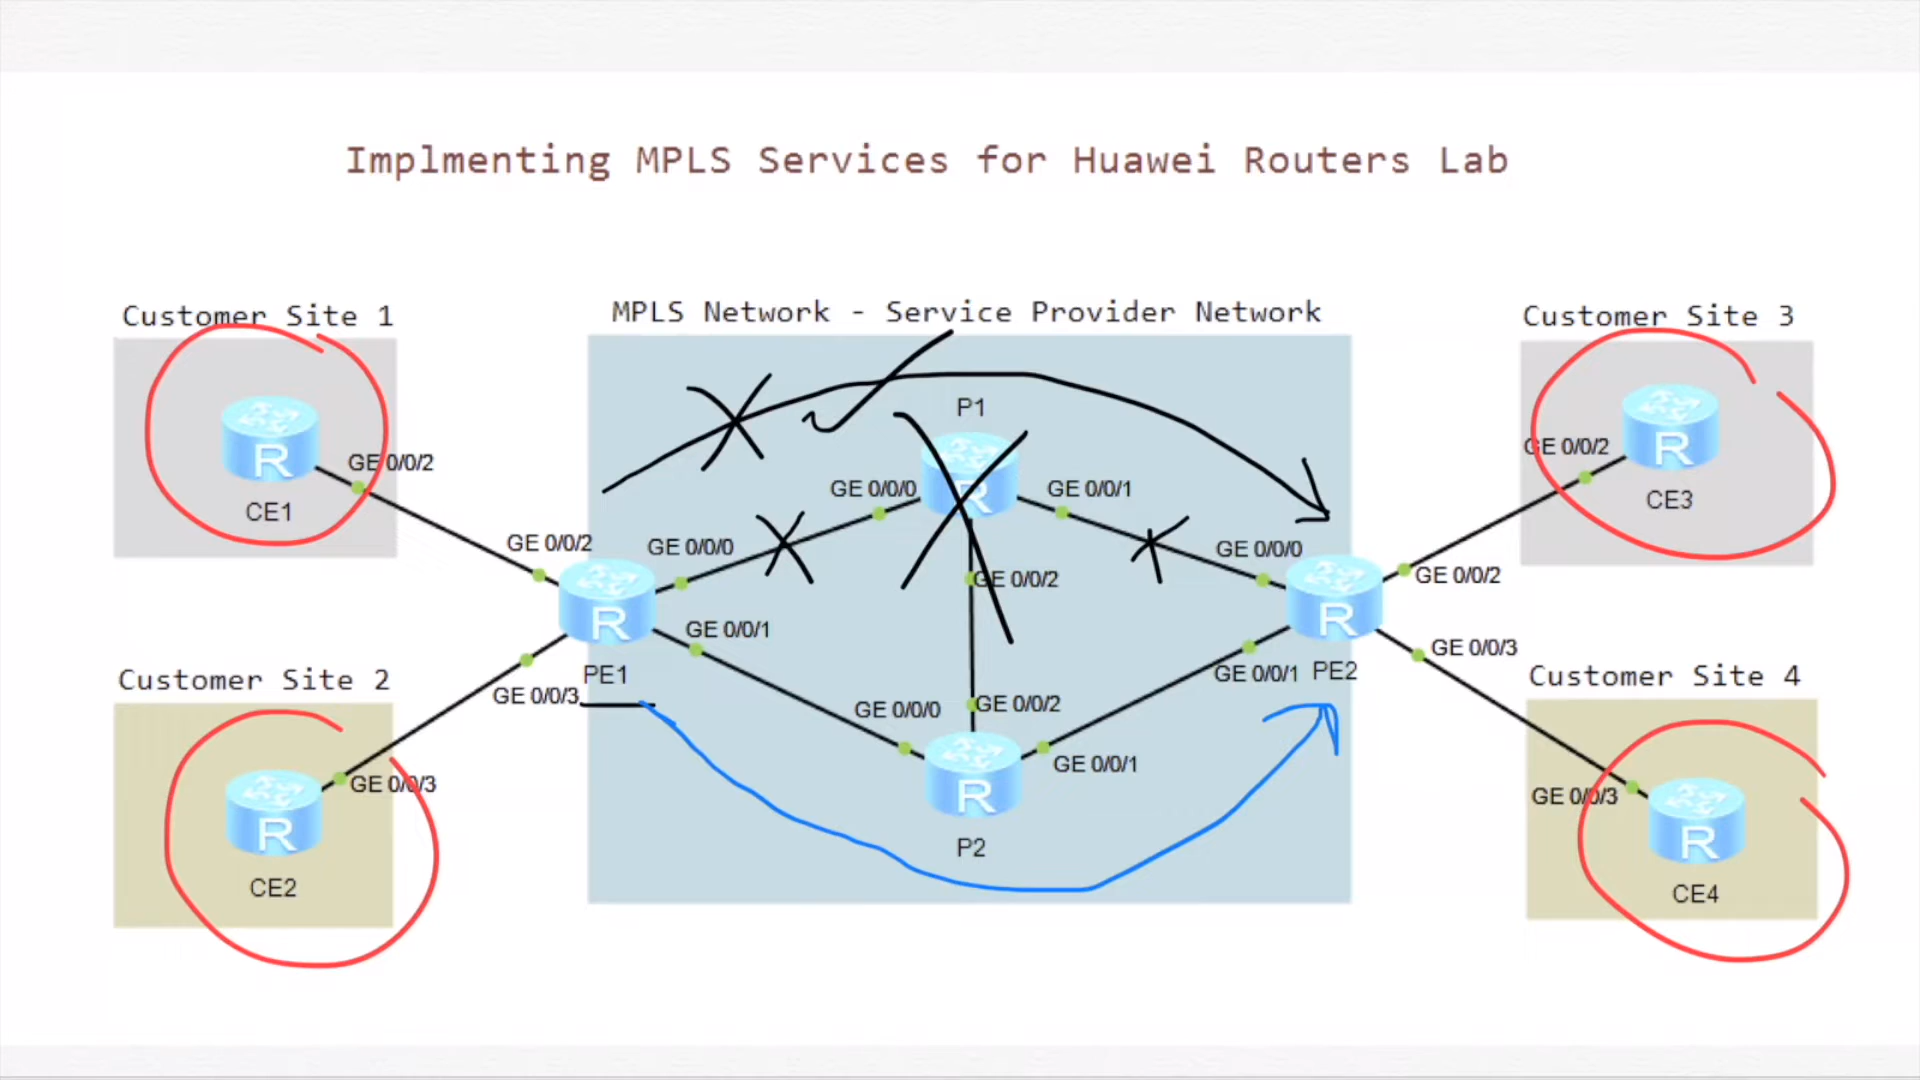 Implmenting MPLS Services for Huawei Routers Lab
MPLS Network - Service Provider Network
Customer Site 1
R
CE1
GE 0/0/2
Customer Site 2
R
CE2
GE 0/0/3
GE 0/0/2
GE 0/0/3
R
PE1
GE 0/0/0
GE 0/0/1
P1
R
GE 0/0/0
GE 0/0/1
GE 0/0/2
GE 0/0/2
GE 0/0/0
GE 0/0/1
R
P2
GE 0/0/0
GE 0/0/1
R
PE2
GE 0/0/2
GE 0/0/3
Customer Site 3
GE 0/0/2
R
CE3
Customer Site 4
GE 0/0/3
R
CE4